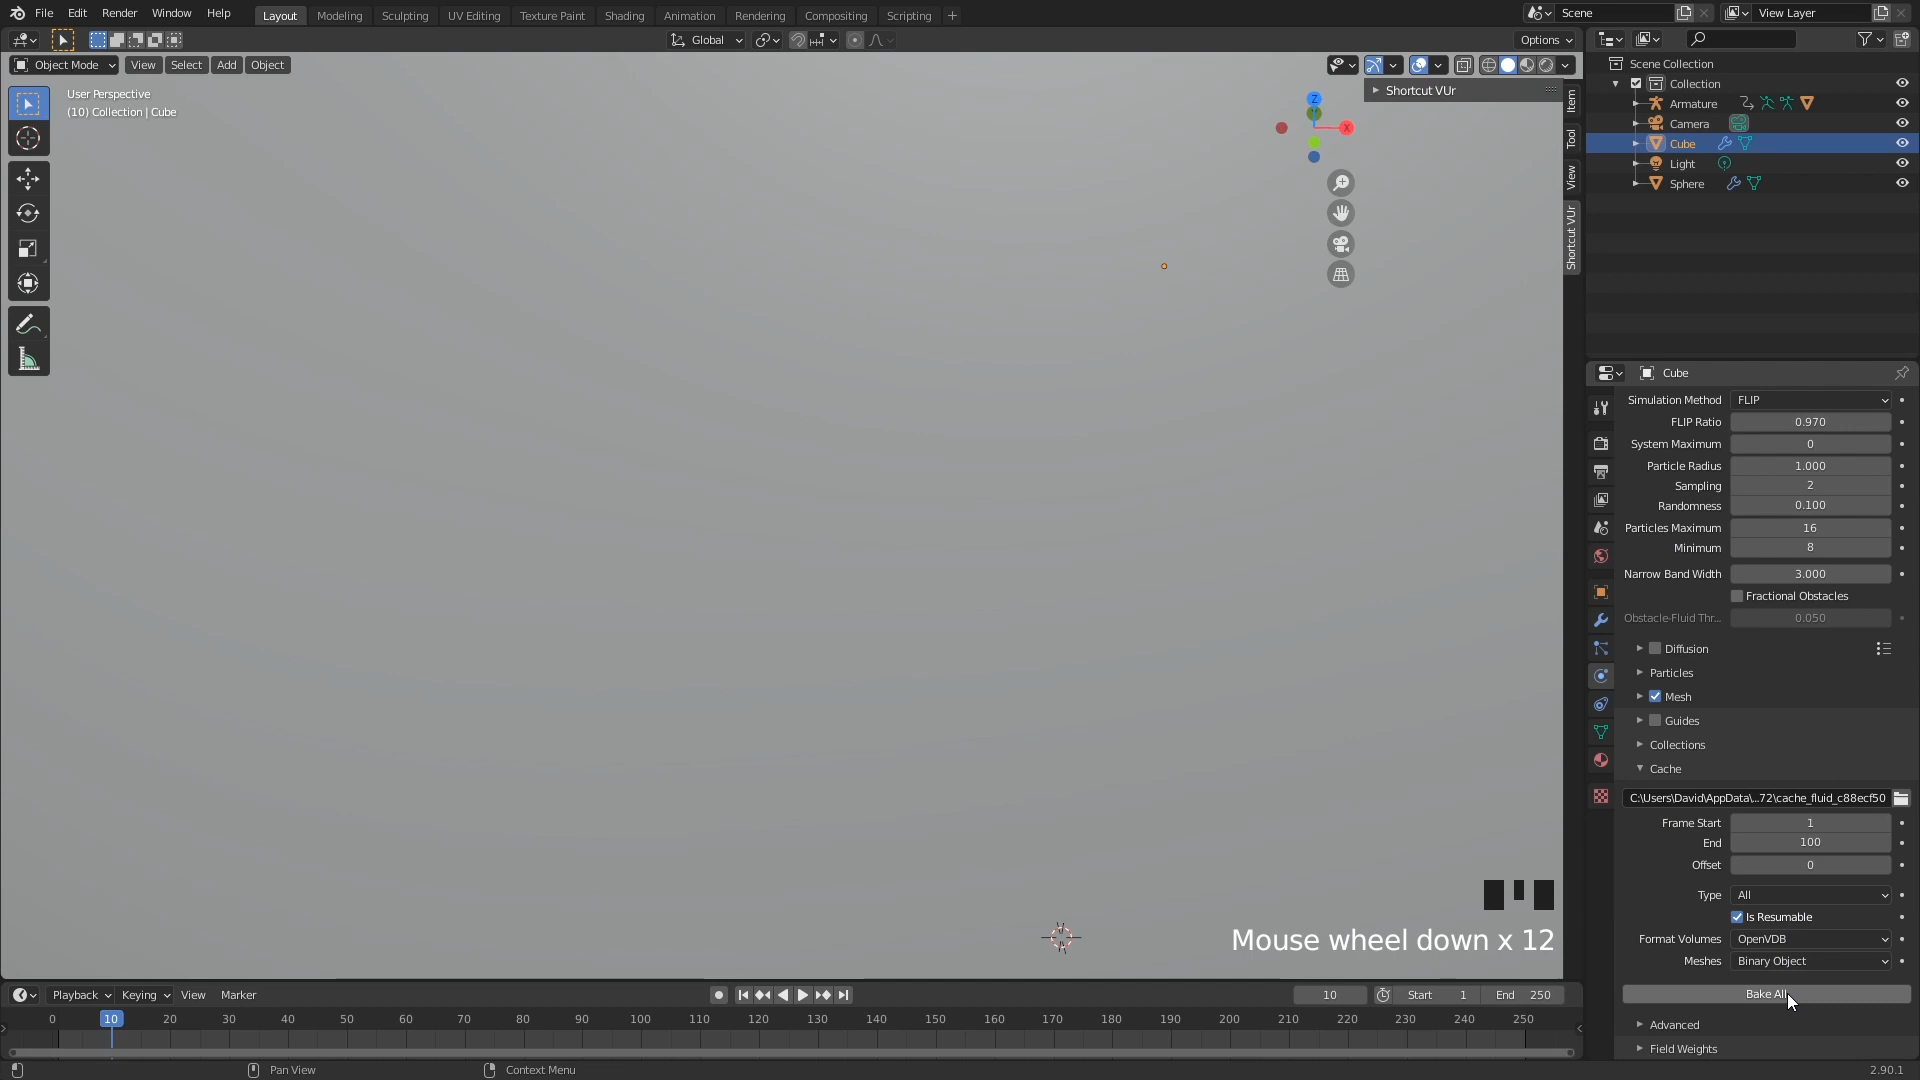 File Edit Render Window Help Layout Modeling Sculpting UV Editing Texture Paint Shading Animation Rendering Compositing Scripting + Scene View Layer
Global Options
Object Mode View Select Add Object
User Perspective
(10) Collection | Cube
Shortcut VUr
Z
X
Item
Tool
View
Shortcut VUr
Scene Collection
Collection
Armature
Camera
Cube
Light
Sphere
Cube
Simulation Method FLIP
FLIP Ratio 0.970
System Maximum 0
Particle Radius 1.000
Sampling 2
Randomness 0.100
Particles Maximum 16
Minimum 8
Narrow Band Width 3.000
Fractional Obstacles
Obstacle-Fluid Thr... 0.050
Diffusion
Particles
Mesh
Guides
Collections
Cache
C:\Users\David\AppData\...72\cache_fluid_c88ecf50
Frame Start 1
End 100
Offset 0
Type All
Is Resumable
Format Volumes OpenVDB
Meshes Binary Object
Bake All
Advanced
Field Weights
Mouse wheel down x 12
Playback Keying View Marker 10 Start 1 End 250
0 10 20 30 40 50 60 70 80 90 100 110 120 130 140 150 160 170 180 190 200 210 220 230 240 250
Pan View Context Menu 2.90.1